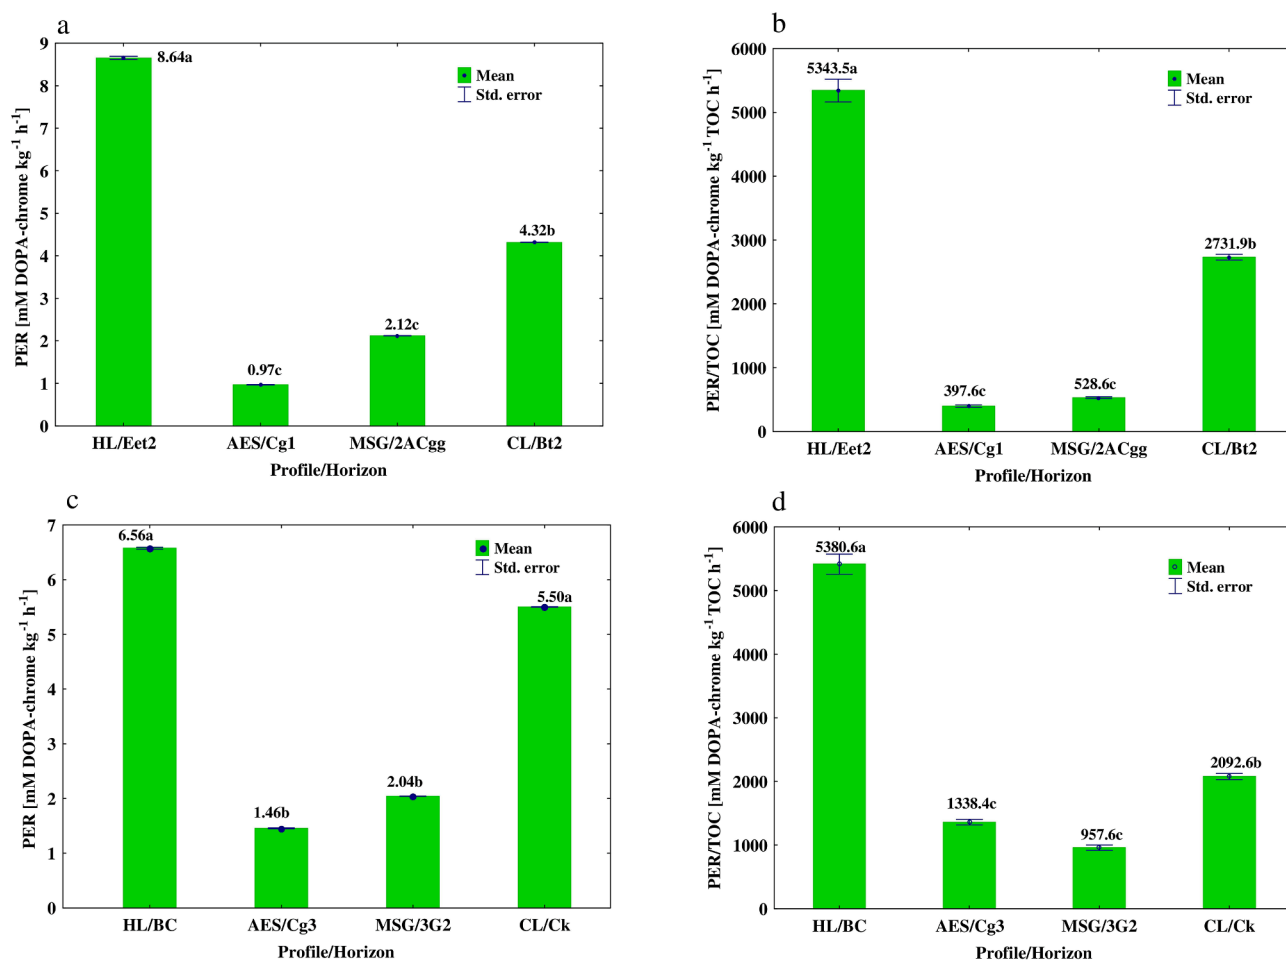 a
PER [mM DOPA-chrome kg⁻¹ h⁻¹]
9
8
7
6
5
4
3
2
1
0
8.64a
0.97c
2.12c
4.32b
Mean
Std. error
HL/Eet2 AES/Cg1 MSG/2ACgg CL/Bt2
Profile/Horizon
b
PER/TOC [mM DOPA-chrome kg⁻¹ TOC h⁻¹]
6000
5000
4000
3000
2000
1000
0
5343.5a
397.6c
528.6c
2731.9b
Mean
Std. error
HL/Eet2 AES/Cg1 MSG/2ACgg CL/Bt2
Profile/Horizon
c
PER [mM DOPA-chrome kg⁻¹ h⁻¹]
7
6
5
4
3
2
1
0
6.56a
1.46b
2.04b
5.50a
Mean
Std. error
HL/BC AES/Cg3 MSG/3G2 CL/Ck
Profile/Horizon
d
PER/TOC [mM DOPA-chrome kg⁻¹ TOC h⁻¹]
6000
5000
4000
3000
2000
1000
0
5380.6a
1338.4c
957.6c
2092.6b
Mean
Std. error
HL/BC AES/Cg3 MSG/3G2 CL/Ck
Profile/Horizon